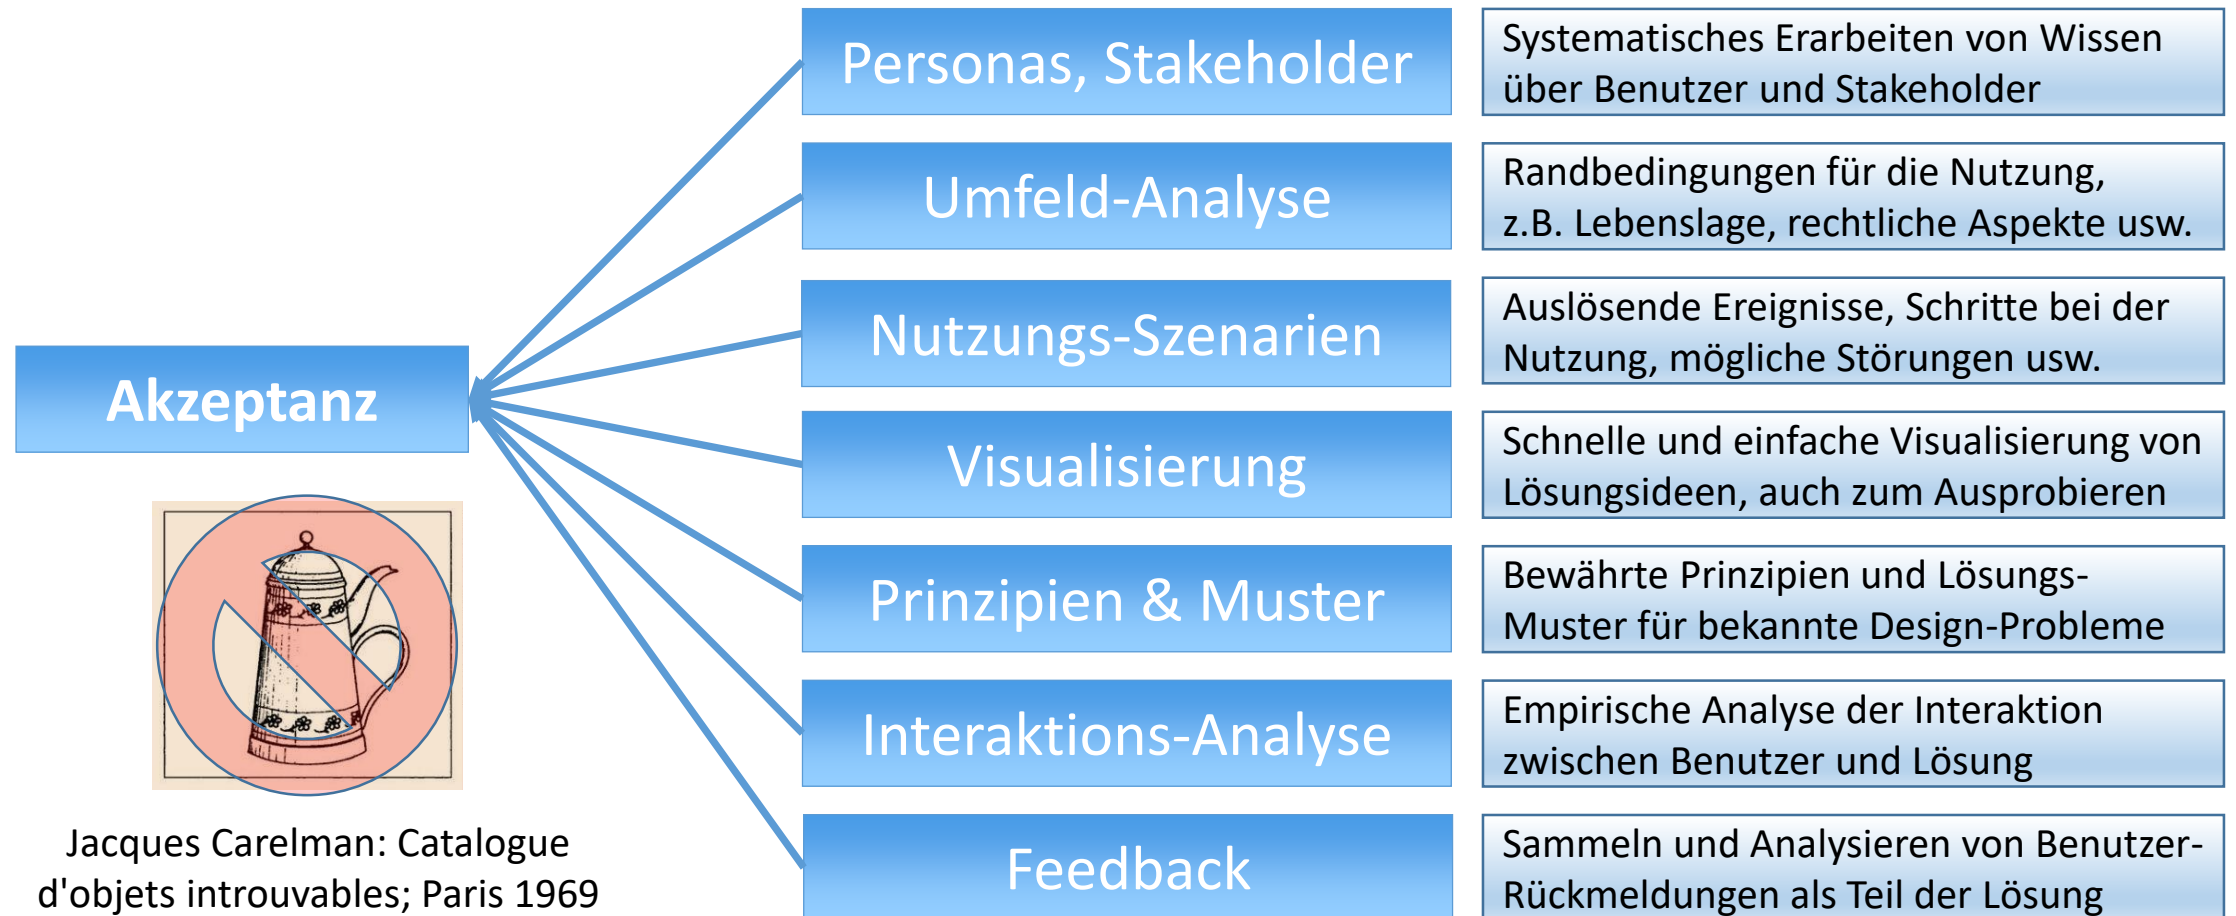 Personas, Stakeholder
Systematisches Erarbeiten von Wissen
über Benutzer und Stakeholder
Umfeld-Analyse
Randbedingungen für die Nutzung,
z.B. Lebenslage, rechtliche Aspekte usw.
Nutzungs-Szenarien
Auslösende Ereignisse, Schritte bei der
Nutzung, mögliche Störungen usw.
Akzeptanz
Visualisierung
Schnelle und einfache Visualisierung von
Lösungsideen, auch zum Ausprobieren
Prinzipien & Muster
Bewährte Prinzipien und Lösungs-
Muster für bekannte Design-Probleme
Interaktions-Analyse
Empirische Analyse der Interaktion
zwischen Benutzer und Lösung
Feedback
Sammeln und Analysieren von Benutzer-
Rückmeldungen als Teil der Lösung
Jacques Carelman: Catalogue
d'objets introuvables; Paris 1969